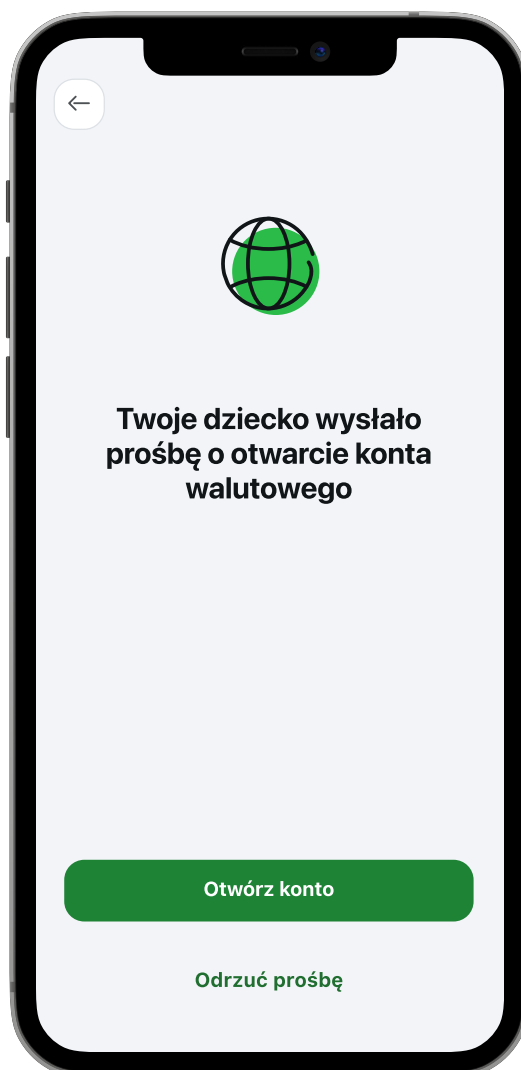 Twoje dziecko wysłało
prośbę o otwarcie konta
walutowego
Otwórz konto
Odrzuć prośbę